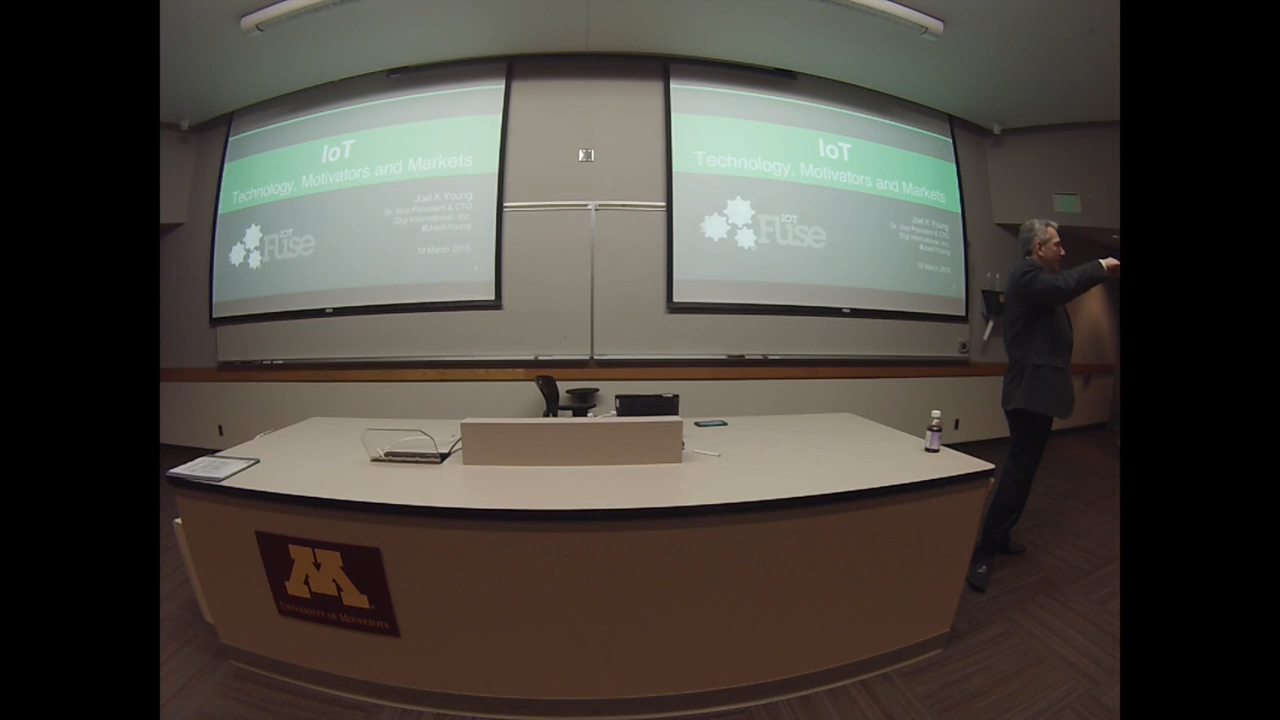 IoT
Technology, Motivators and Markets
Joel K Young
Sr. Vice President & CTO
Digi International, Inc.
19 March 2015
IOT
Fuse
IoT
Technology, Motivators and Markets
Joel K Young
Sr. Vice President & CTO
Digi International, Inc.
19 March 2015
IOT
Fuse
M
UNIVERSITY OF MINNESOTA